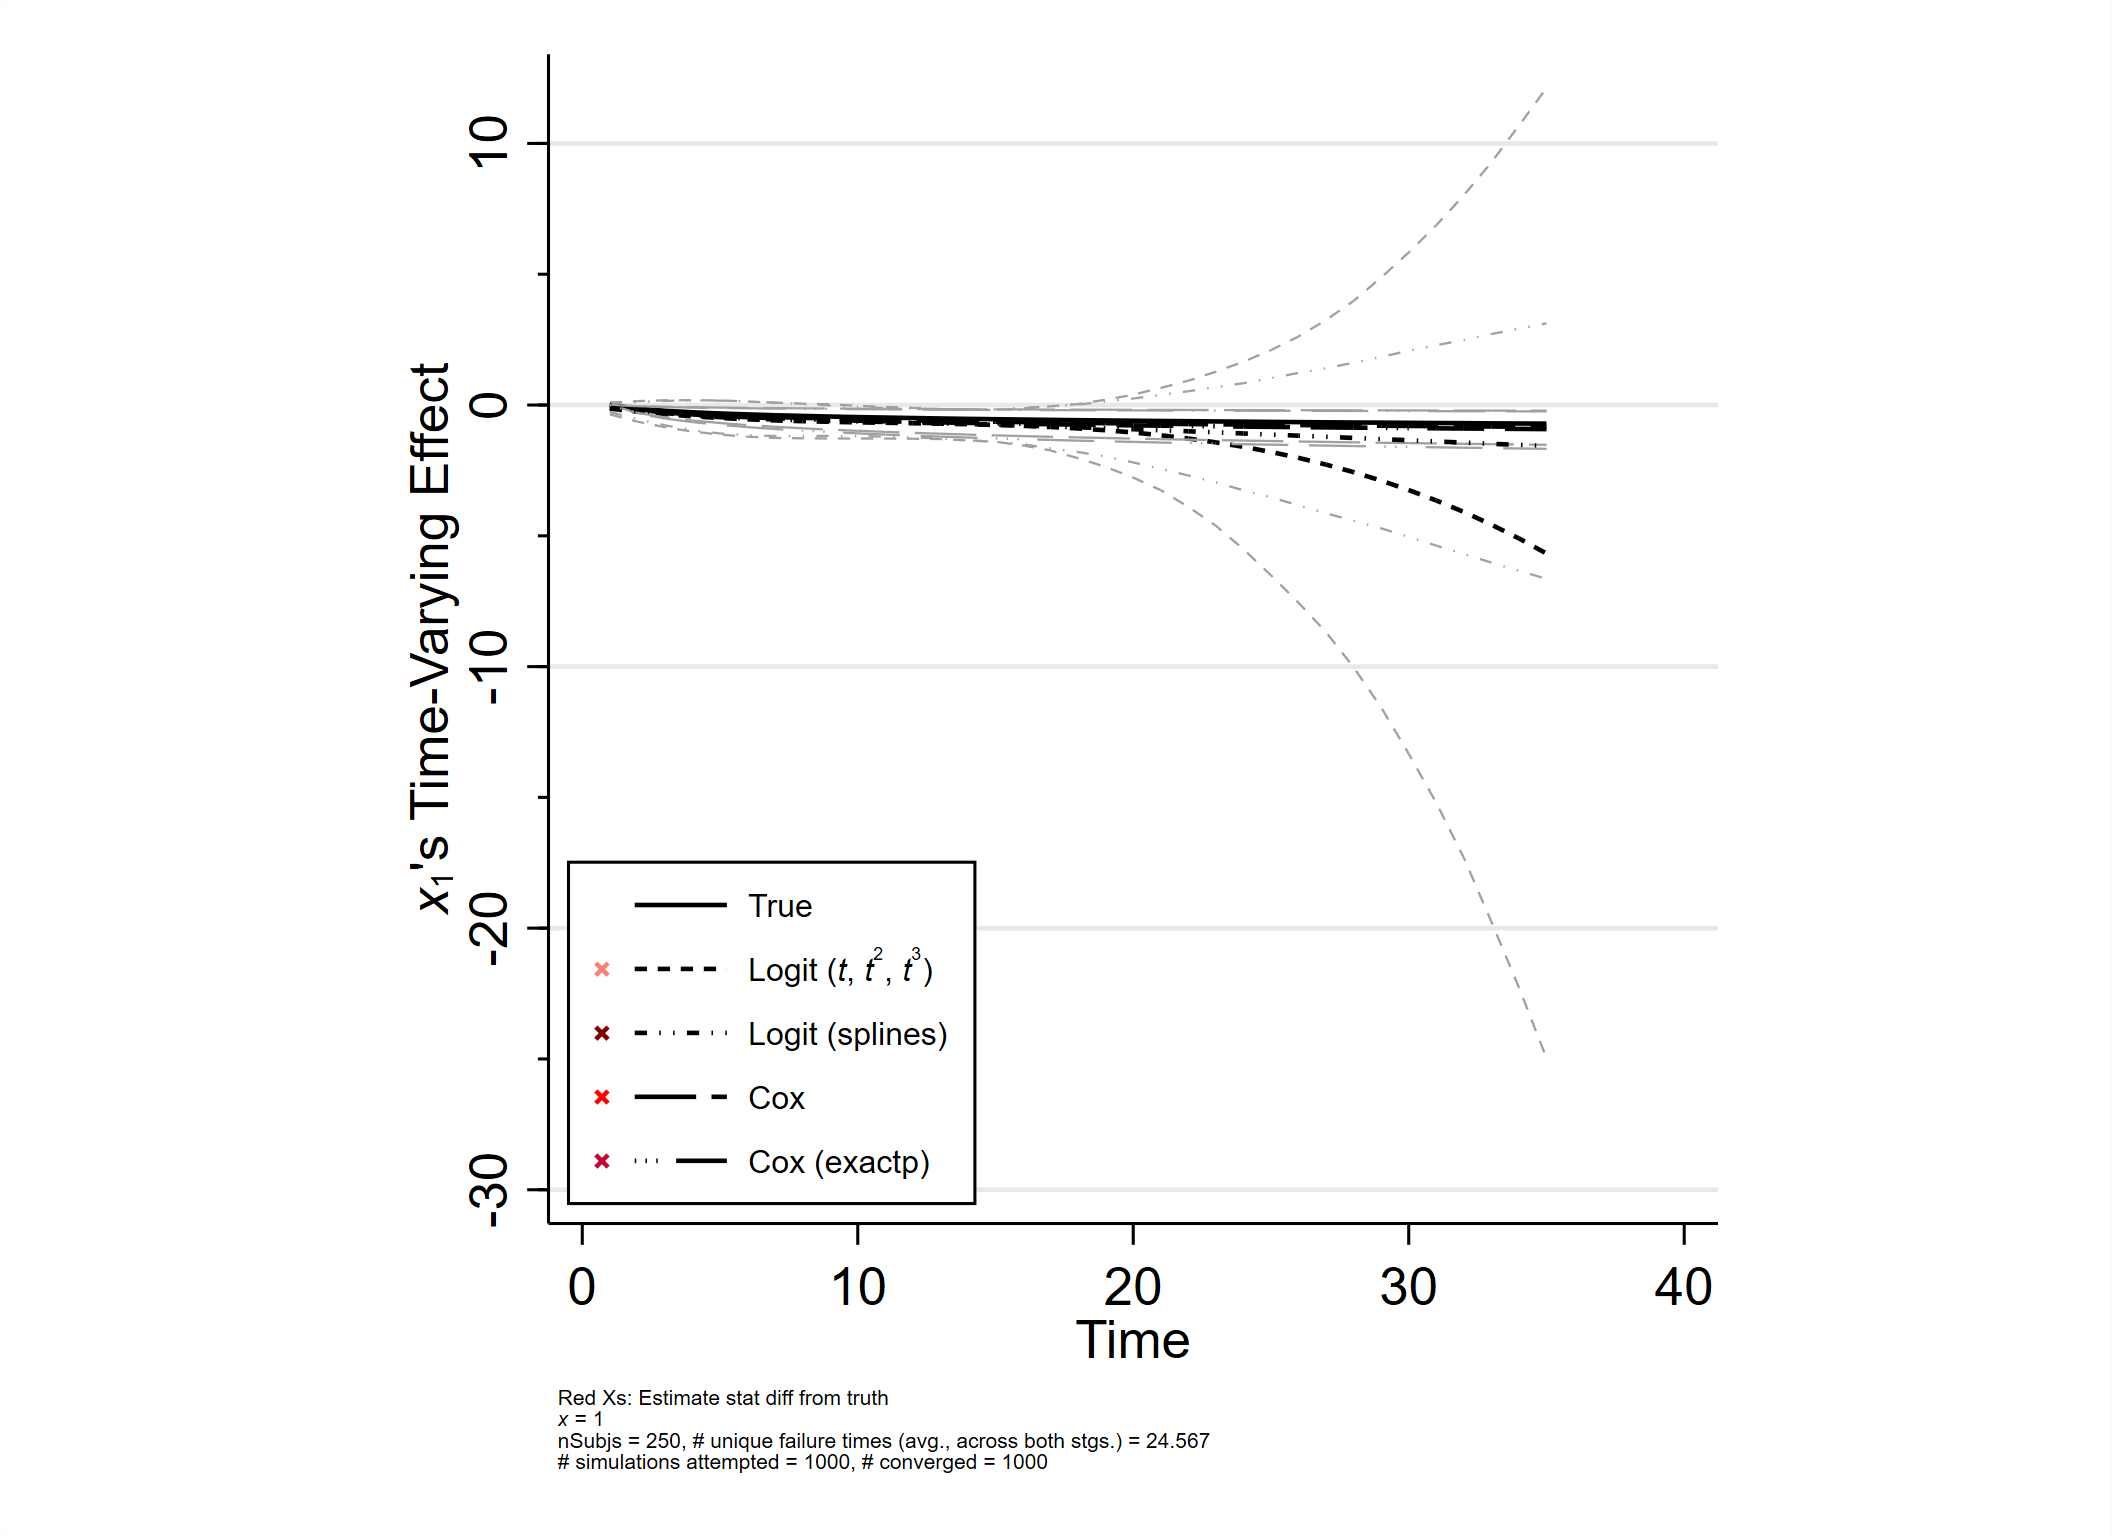 x₁'s Time-Varying Effect
10
0
-10
-20
-30
True
Logit (t, t², t³)
Logit (splines)
Cox
Cox (exactp)
0 10 20 30 40
Time
Red Xs: Estimate stat diff from truth
x = 1
nSubjs = 250, # unique failure times (avg., across both stgs.) = 24.567
# simulations attempted = 1000, # converged = 1000